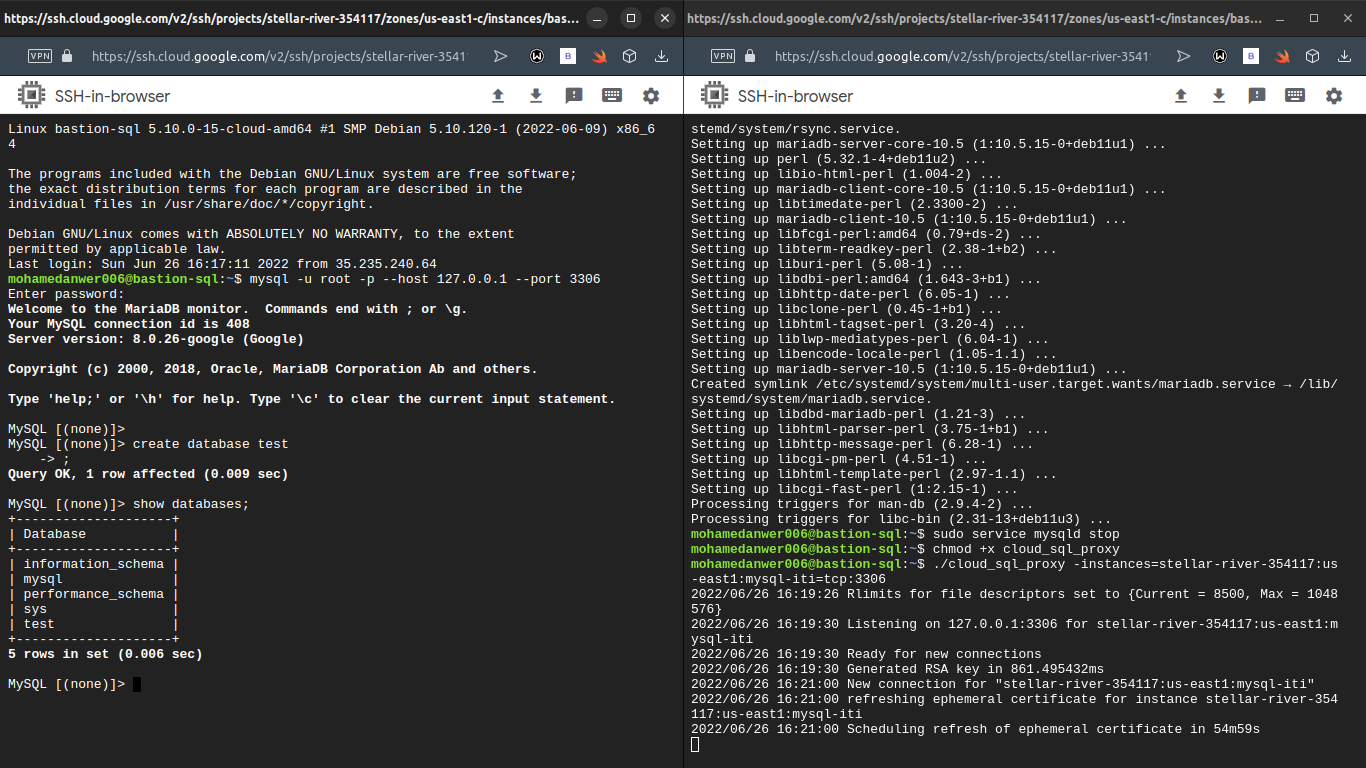 https://ssh.cloud.google.com/v2/ssh/projects/stellar-river-354117/zones/us-east1-c/instances/bas...
VPN
https://ssh.cloud.google.com/v2/ssh/projects/stellar-river-3541
B
SSH-in-browser
Linux bastion-sql 5.10.0-15-cloud-amd64 #1 SMP Debian 5.10.120-1 (2022-06-09) x86_6
4
The programs included with the Debian GNU/Linux system are free software;
the exact distribution terms for each program are described in the
individual files in /usr/share/doc/*/copyright.
Debian GNU/Linux comes with ABSOLUTELY NO WARRANTY, to the extent
permitted by applicable law.
Last login: Sun Jun 26 16:17:11 2022 from 35.235.240.64
mohamedanwer006@bastion-sql:~$ mysql -u root -p --host 127.0.0.1 --port 3306
Enter password:
Welcome to the MariaDB monitor.  Commands end with ; or \g.
Your MySQL connection id is 408
Server version: 8.0.26-google (Google)
Copyright (c) 2000, 2018, Oracle, MariaDB Corporation Ab and others.
Type 'help;' or '\h' for help. Type '\c' to clear the current input statement.
MySQL [(none)]>
MySQL [(none)]> create database test
    -> ;
Query OK, 1 row affected (0.009 sec)
MySQL [(none)]> show databases;
+--------------------+
| Database           |
+--------------------+
| information_schema |
| mysql              |
| performance_schema |
| sys                |
| test               |
+--------------------+
5 rows in set (0.006 sec)
MySQL [(none)]>
https://ssh.cloud.google.com/v2/ssh/projects/stellar-river-354117/zones/us-east1-c/instances/bas...
VPN
https://ssh.cloud.google.com/v2/ssh/projects/stellar-river-3541
B
SSH-in-browser
stemd/system/rsync.service.
Setting up mariadb-server-core-10.5 (1:10.5.15-0+deb11u1) ...
Setting up perl (5.32.1-4+deb11u2) ...
Setting up libio-html-perl (1.004-2) ...
Setting up mariadb-client-core-10.5 (1:10.5.15-0+deb11u1) ...
Setting up libtimedate-perl (2.3300-2) ...
Setting up mariadb-client-10.5 (1:10.5.15-0+deb11u1) ...
Setting up libfcgi-perl:amd64 (0.79+ds-2) ...
Setting up libterm-readkey-perl (2.38-1+b2) ...
Setting up liburi-perl (5.08-1) ...
Setting up libdbi-perl:amd64 (1.643-3+b1) ...
Setting up libhttp-date-perl (6.05-1) ...
Setting up libclone-perl (0.45-1+b1) ...
Setting up libhtml-tagset-perl (3.20-4) ...
Setting up liblwp-mediatypes-perl (6.04-1) ...
Setting up libencode-locale-perl (1.05-1.1) ...
Setting up mariadb-server-10.5 (1:10.5.15-0+deb11u1) ...
Created symlink /etc/systemd/system/multi-user.target.wants/mariadb.service → /lib/
systemd/system/mariadb.service.
Setting up libdbd-mariadb-perl (1.21-3) ...
Setting up libhtml-parser-perl (3.75-1+b1) ...
Setting up libhttp-message-perl (6.28-1) ...
Setting up libcgi-pm-perl (4.51-1) ...
Setting up libhtml-template-perl (2.97-1.1) ...
Setting up libcgi-fast-perl (1:2.15-1) ...
Processing triggers for man-db (2.9.4-2) ...
Processing triggers for libc-bin (2.31-13+deb11u3) ...
mohamedanwer006@bastion-sql:~$ sudo service mysqld stop
mohamedanwer006@bastion-sql:~$ chmod +x cloud_sql_proxy
mohamedanwer006@bastion-sql:~$ ./cloud_sql_proxy -instances=stellar-river-354117:us
-east1:mysql-iti=tcp:3306
2022/06/26 16:19:26 Rlimits for file descriptors set to {Current = 8500, Max = 1048
576}
2022/06/26 16:19:30 Listening on 127.0.0.1:3306 for stellar-river-354117:us-east1:m
ysql-iti
2022/06/26 16:19:30 Ready for new connections
2022/06/26 16:19:30 Generated RSA key in 861.495432ms
2022/06/26 16:21:00 New connection for "stellar-river-354117:us-east1:mysql-iti"
2022/06/26 16:21:00 refreshing ephemeral certificate for instance stellar-river-354
117:us-east1:mysql-iti
2022/06/26 16:21:00 Scheduling refresh of ephemeral certificate in 54m59s